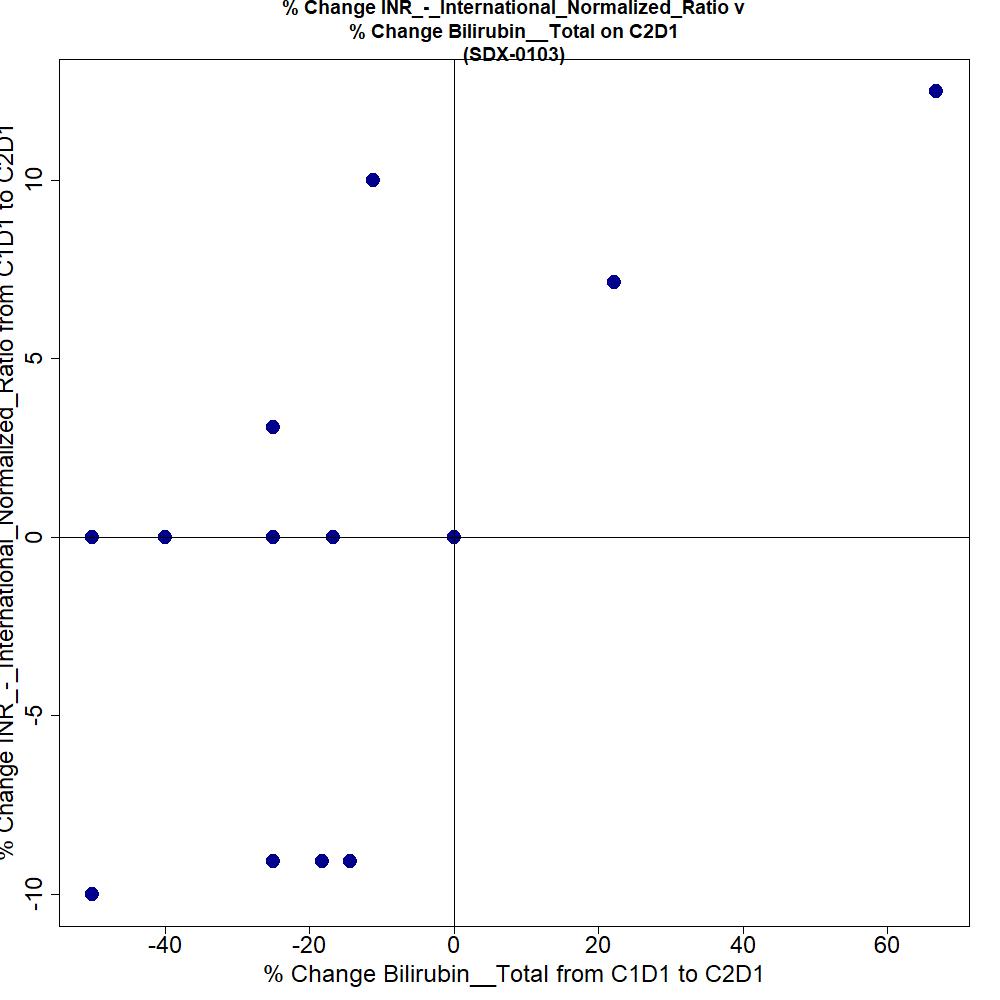 % Change INR_-_International_Normalized_Ratio v
% Change Bilirubin__Total on C2D1
(SDX-0103)
% Change INR_-_International_Normalized_Ratio from C1D1 to C2D1
10
5
0
-5
-10
-40
-20
0
20
40
60
% Change Bilirubin__Total from C1D1 to C2D1